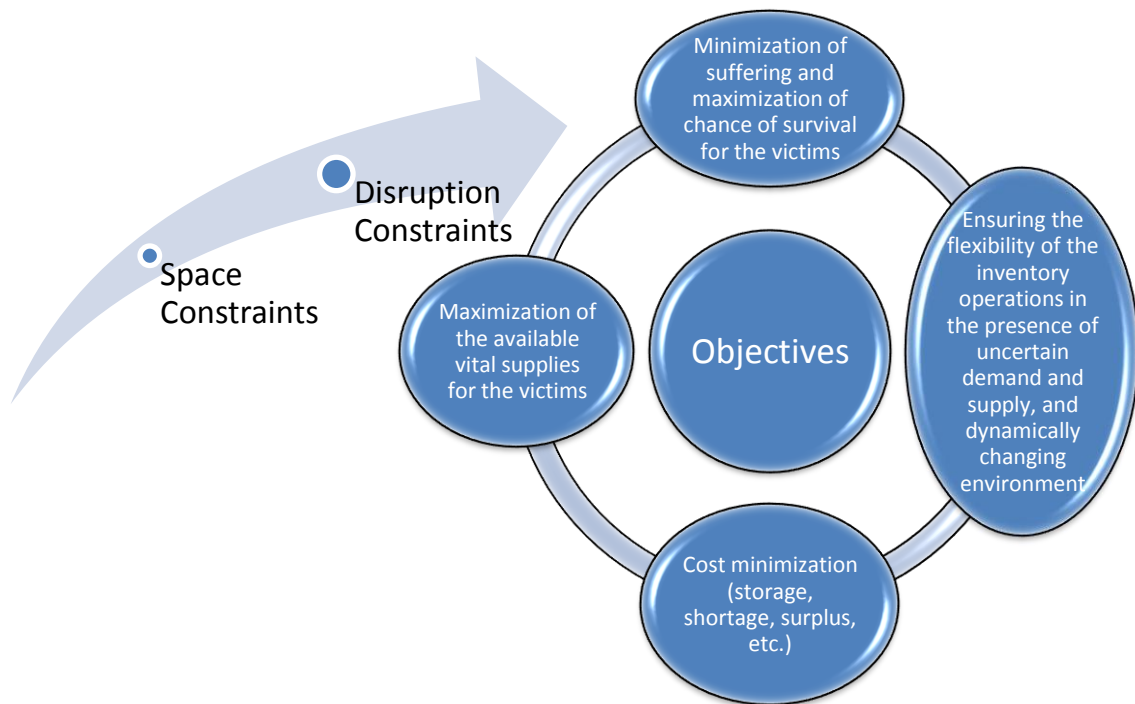 Minimization of
suffering and
maximization of
chance of survival
for the victims
Disruption
Constraints
Space
Constraints
Ensuring the
flexibility of the
inventory
operations in
the presence of
uncertain
demand and
supply, and
dynamically
changing
environment
Maximization of
the available
vital supplies
for the victims
Objectives
Cost minimization
(storage,
shortage, surplus,
etc.)